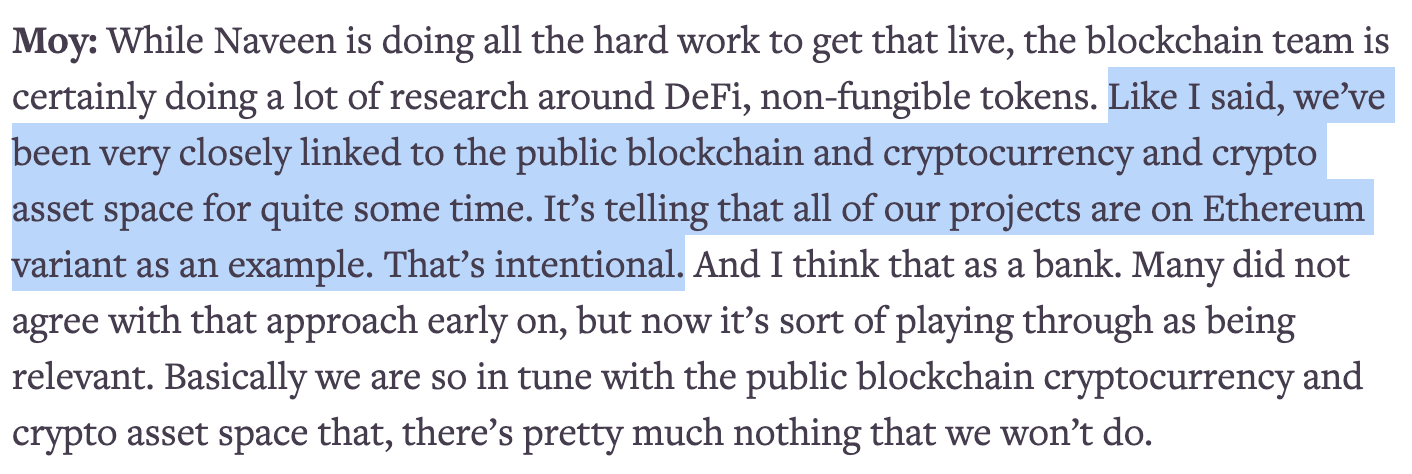 Moy: While Naveen is doing all the hard work to get that live, the blockchain team is
certainly doing a lot of research around DeFi, non-fungible tokens. Like I said, we’ve
been very closely linked to the public blockchain and cryptocurrency and crypto
asset space for quite some time. It’s telling that all of our projects are on Ethereum
variant as an example. That’s intentional. And I think that as a bank. Many did not
agree with that approach early on, but now it’s sort of playing through as being
relevant. Basically we are so in tune with the public blockchain cryptocurrency and
crypto asset space that, there’s pretty much nothing that we won’t do.